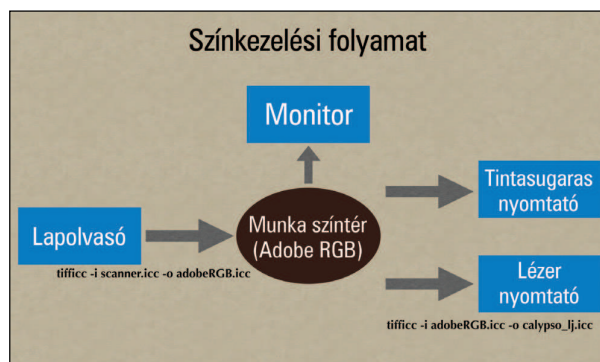 Színkezelési folyamat
Monitor
Tintasugaras
nyomtató
Lapolvasó
Munka színtér
(Adobe RGB)
tifficc -i scanner.icc -o adobeRGB.icc
Lézer
nyomtató
tifficc -i adobeRGB.icc -o calypso_lj.icc